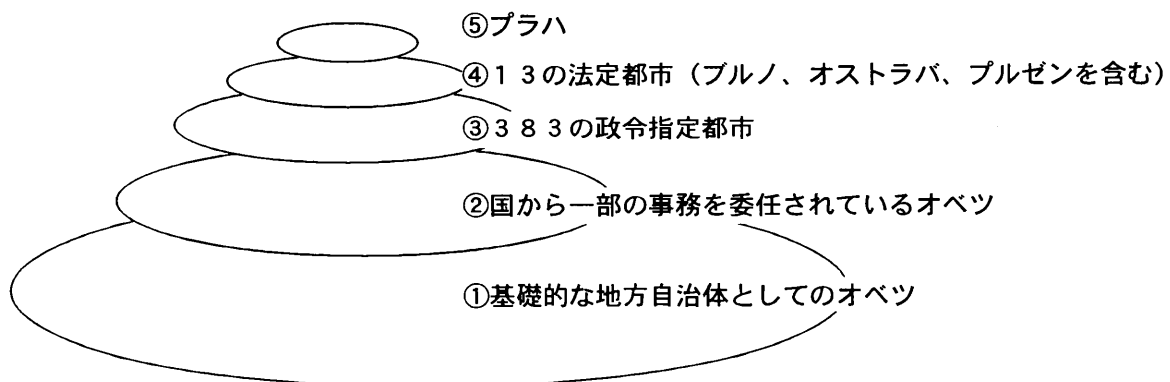 ⑤プラハ
④１３の法定都市（ブルノ、オストラバ、プルゼンを含む）
③３８３の政令指定都市
②国から一部の事務を委任されているオベツ
①基礎的な地方自治体としてのオベツ